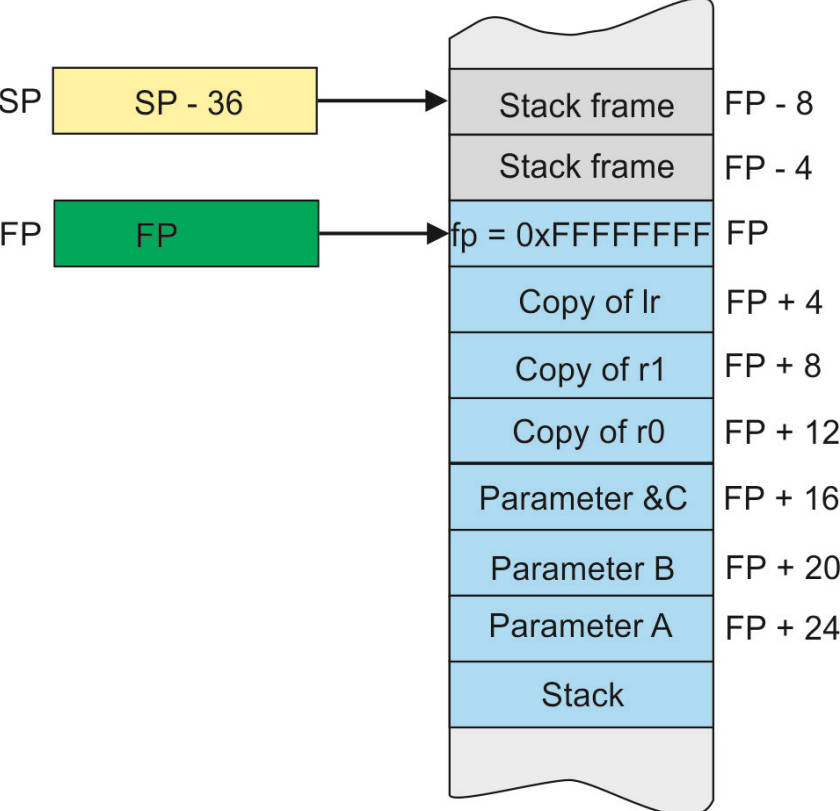 SP SP - 36 Stack frame FP - 8
Stack frame FP - 4
FP FP fp = 0xFFFFFFFF FP
Copy of lr FP + 4
Copy of r1 FP + 8
Copy of r0 FP + 12
Parameter &C FP + 16
Parameter B FP + 20
Parameter A FP + 24
Stack